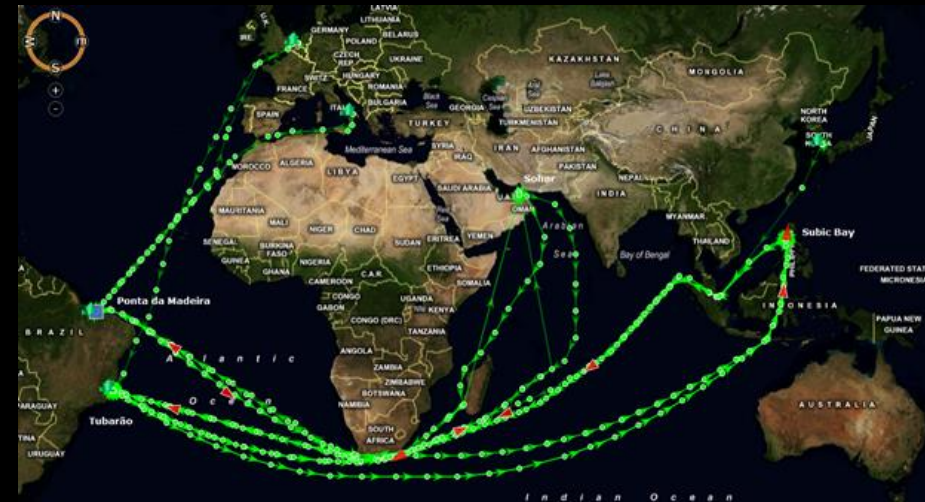 N
W
S
+
-
U.K.
IRE.
LATVIA
LITHUANIA
GERMANY
BELARUS
POLAND
CZECH
REP.
UKRAINE
FRANCE
SWITZ
HUNGARY
ROMANIA
BULGARIA
SPAIN
Black
Sea
GEORGIA
Caspian
Sea
Aral
Sea
KAZAKHSTAN
Lake
Balqash
MONGOLIA
UZBEKISTAN
TURKMENISTAN
TURKEY
Mediterranean Sea
SYRIA
IRAQ
IRAN
AFGHANISTAN
PAKISTAN
NEPAL
CHINA
NORTH
KOREA
JAPAN
MOROCCO
ALGERIA
LIBYA
EGYPT
SAUDI ARABIA
U.A.E.
Sohar
OMAN
INDIA
MYANMAR
THAILAND
Arabian
Sea
Bay of Bengal
Subic Bay
MAURITANIA
MALI
NIGER
CHAD
SUDAN
ERITREA
YEMEN
Red
Sea
SENEGAL
GUINEA
BURKINA
FASO
GHANA
NIGERIA
CAMEROON
C.A.R.
ETHIOPIA
SOMALIA
FEDERATED STAT
MICRONESI
CONGO
GABON
UGANDA
KENYA
CONGO (DRC)
TANZANIA
INDONESIA
PAPUA NEW
GUINEA
Ponta da Madeira
BRAZIL
Atlantic
Ocean
ANGOLA
ZAMBIA
ZIMBABWE
BOTSWANA
NAMIBIA
SOUTH
AFRICA
AUSTRALIA
PARAGUAY
Tubarão
URUGUAY
Indian Ocean